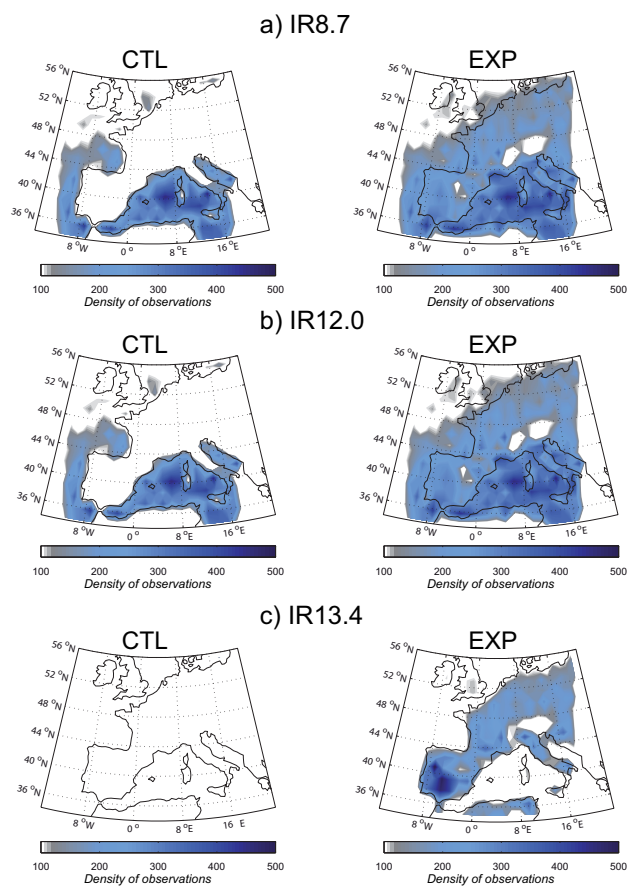 a) IR8.7
CTL EXP
56 °N 56 °N
52 °N 52 °N
48 °N 48 °N
44 °N 44 °N
40 °N 40 °N
36 °N 36 °N
8 °W 0 ° 8 °E 16 °E 8 °W 0 ° 8 °E 16 °E
100 200 300 400 500 100 200 300 400 500
Density of observations Density of observations
b) IR12.0
CTL EXP
56 °N 56 °N
52 °N 52 °N
48 °N 48 °N
44 °N 44 °N
40 °N 40 °N
36 °N 36 °N
8 °W 0 ° 8 °E 16 °E 8 °W 0 ° 8 °E 16 °E
100 200 300 400 500 100 200 300 400 500
Density of observations Density of observations
c) IR13.4
CTL EXP
56 °N 56 °N
52 °N 52 °N
48 °N 48 °N
44 °N 44 °N
40 °N 40 °N
36 °N 36 °N
8 °W 0 ° 8 °E 16 °E 8 °W 0 ° 8 °E 16 °E
100 200 300 400 500 100 200 300 400 500
Density of observations Density of observations